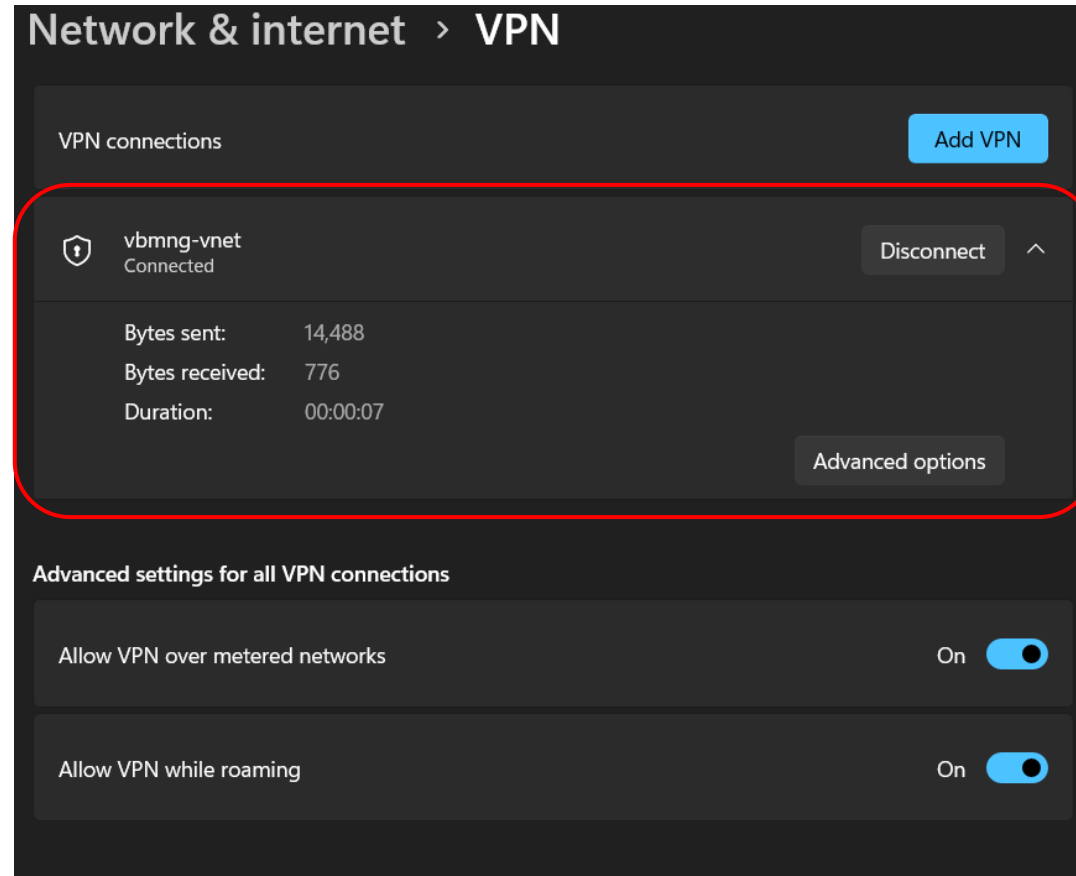 Network & internet > VPN
VPN connections
Add VPN
vbmng-vnet
Disconnect
Connected
Bytes sent: 14,488
Bytes received: 776
Duration: 00:00:07
Advanced options
Advanced settings for all VPN connections
Allow VPN over metered networks On
Allow VPN while roaming On